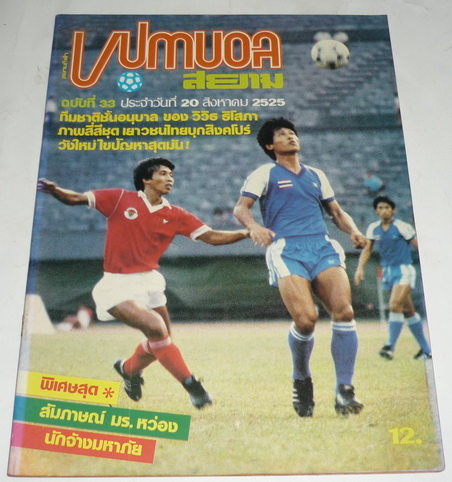 ฟุตบอล
สยาม
ฉบับที่ 33 ประจำวันที่ 20 สิงหาคม 2525
ทีมชาติชั้นอนุบาล ของ วิวิธ ธิโสภา
ภาพสี่สีชุด เยาวชนไทยบุกสิงคโปร์
วังใหม่ ไขปัญหาสุดมัน!
พิเศษสุด *
สัมภาษณ์ มร. หว่อง
นักจ้างมหาภัย
12.